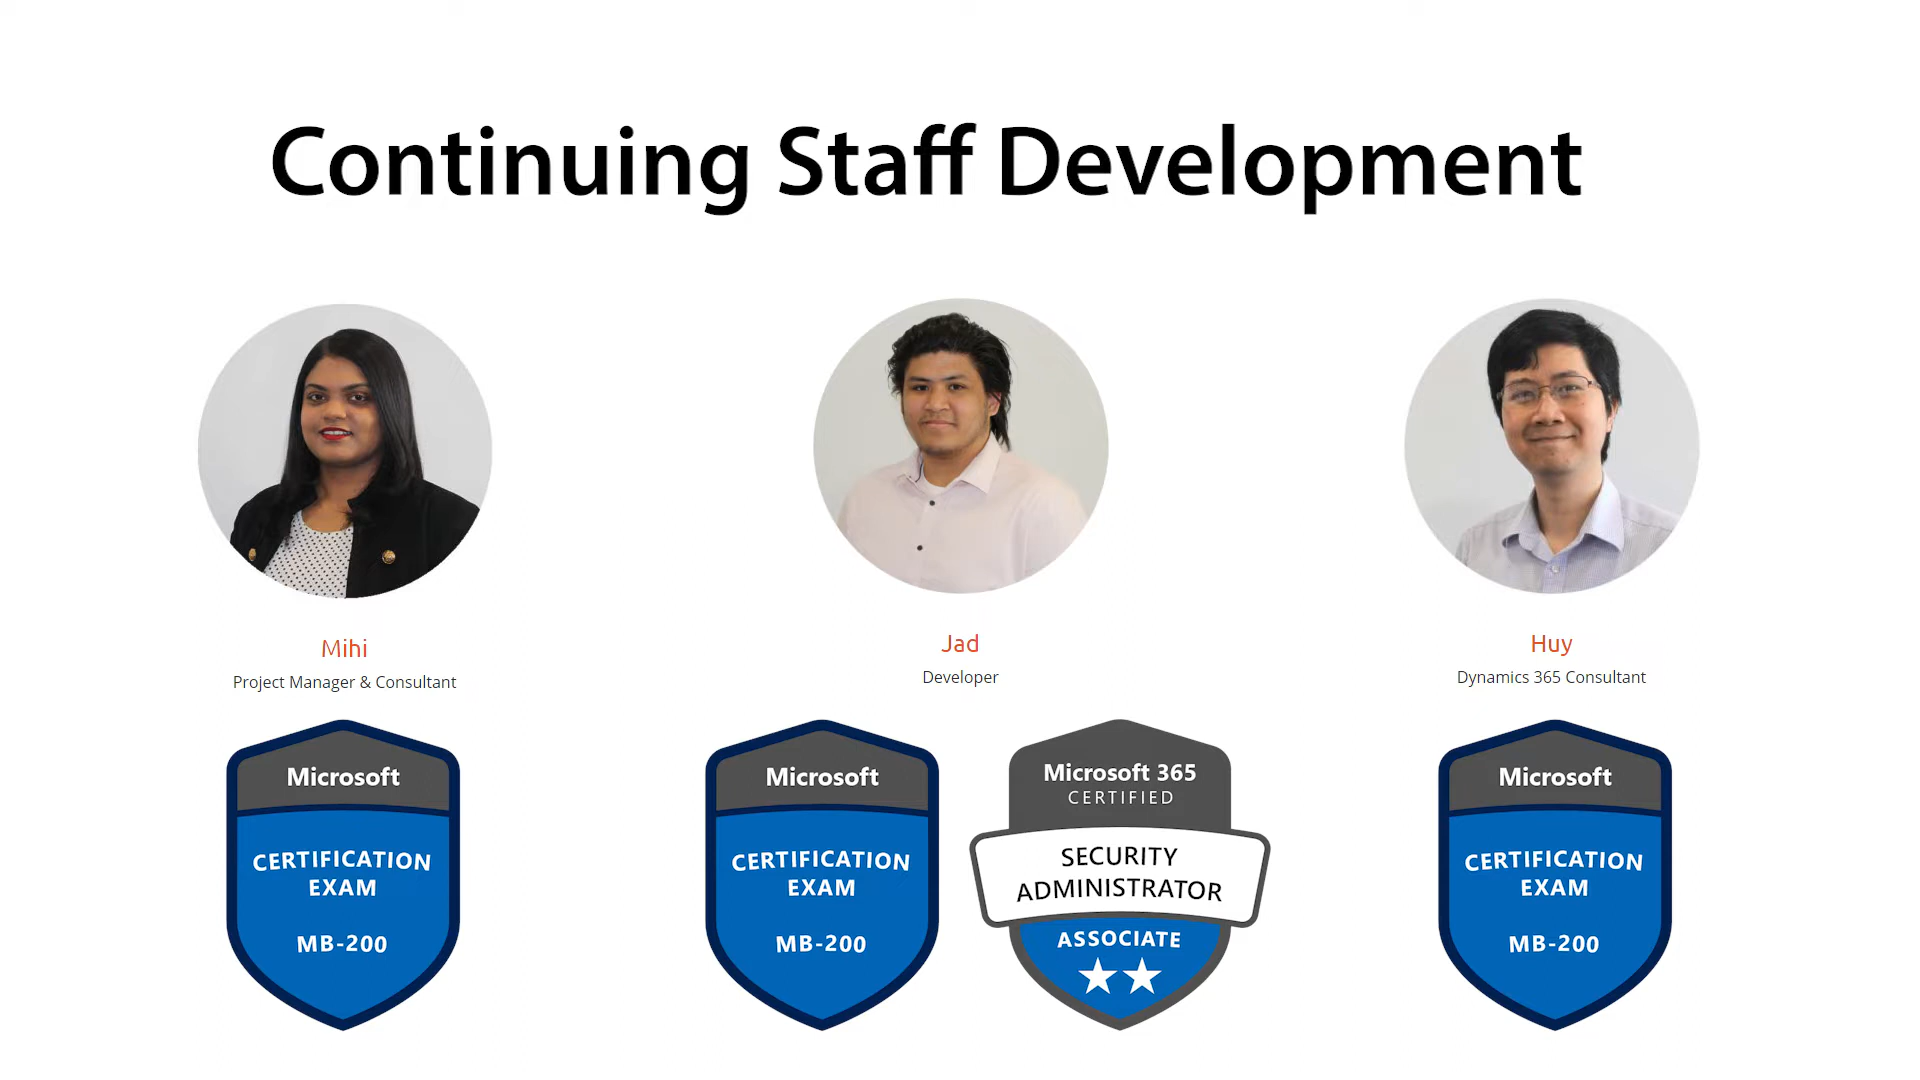 Continuing Staff Development
Mihi
Project Manager & Consultant
Microsoft
CERTIFICATION
EXAM
MB-200
Jad
Developer
Microsoft
CERTIFICATION
EXAM
MB-200
Microsoft 365
CERTIFIED
SECURITY
ADMINISTRATOR
ASSOCIATE
Huy
Dynamics 365 Consultant
Microsoft
CERTIFICATION
EXAM
MB-200